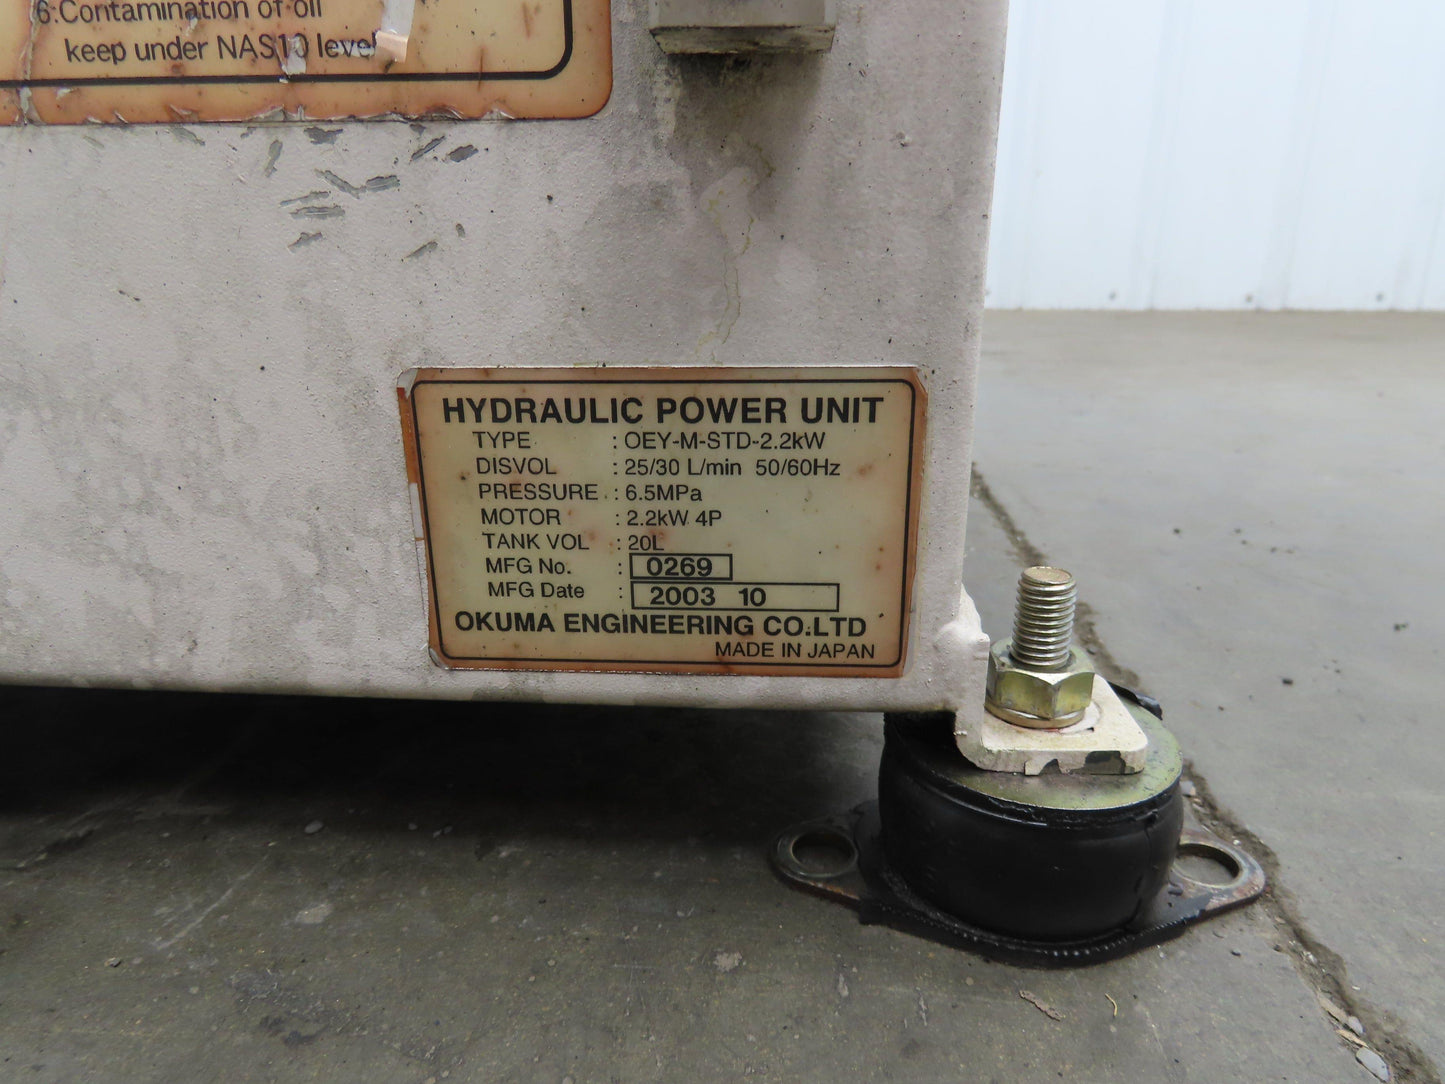 6.Contamination of oil
keep under NAS10 level
HYDRAULIC POWER UNIT
TYPE : OEY-M-STD-2.2kW
DISVOL : 25/30 L/min 50/60Hz
PRESSURE : 6.5MPa
MOTOR : 2.2kW 4P
TANK VOL : 20L
MFG No. : 0269
MFG Date : 2003 10
OKUMA ENGINEERING CO.LTD
MADE IN JAPAN